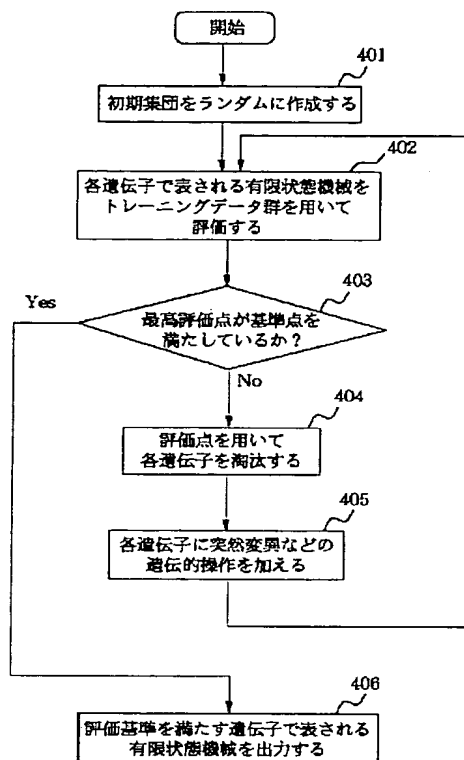 開始
401
初期集団をランダムに作成する
402
各遺伝子で表される有限状態機械を
トレーニングデータ群を用いて
評価する
403
Yes
最高評価点が基準点を
満たしているか？
No
404
評価点を用いて
各遺伝子を淘汰する
405
各遺伝子に突然変異などの
遺伝的操作を加える
406
評価基準を満たす遺伝子で表される
有限状態機械を出力する